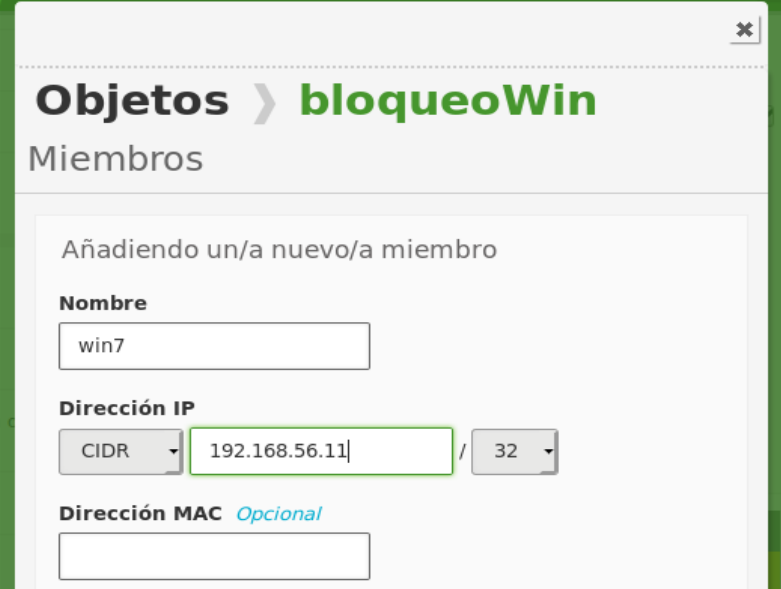 ✖
Objetos ❯ bloqueoWin
Miembros
Añadiendo un/a nuevo/a miembro
Nombre
win7
Dirección IP
CIDR 192.168.56.11 / 32
Dirección MAC Opcional